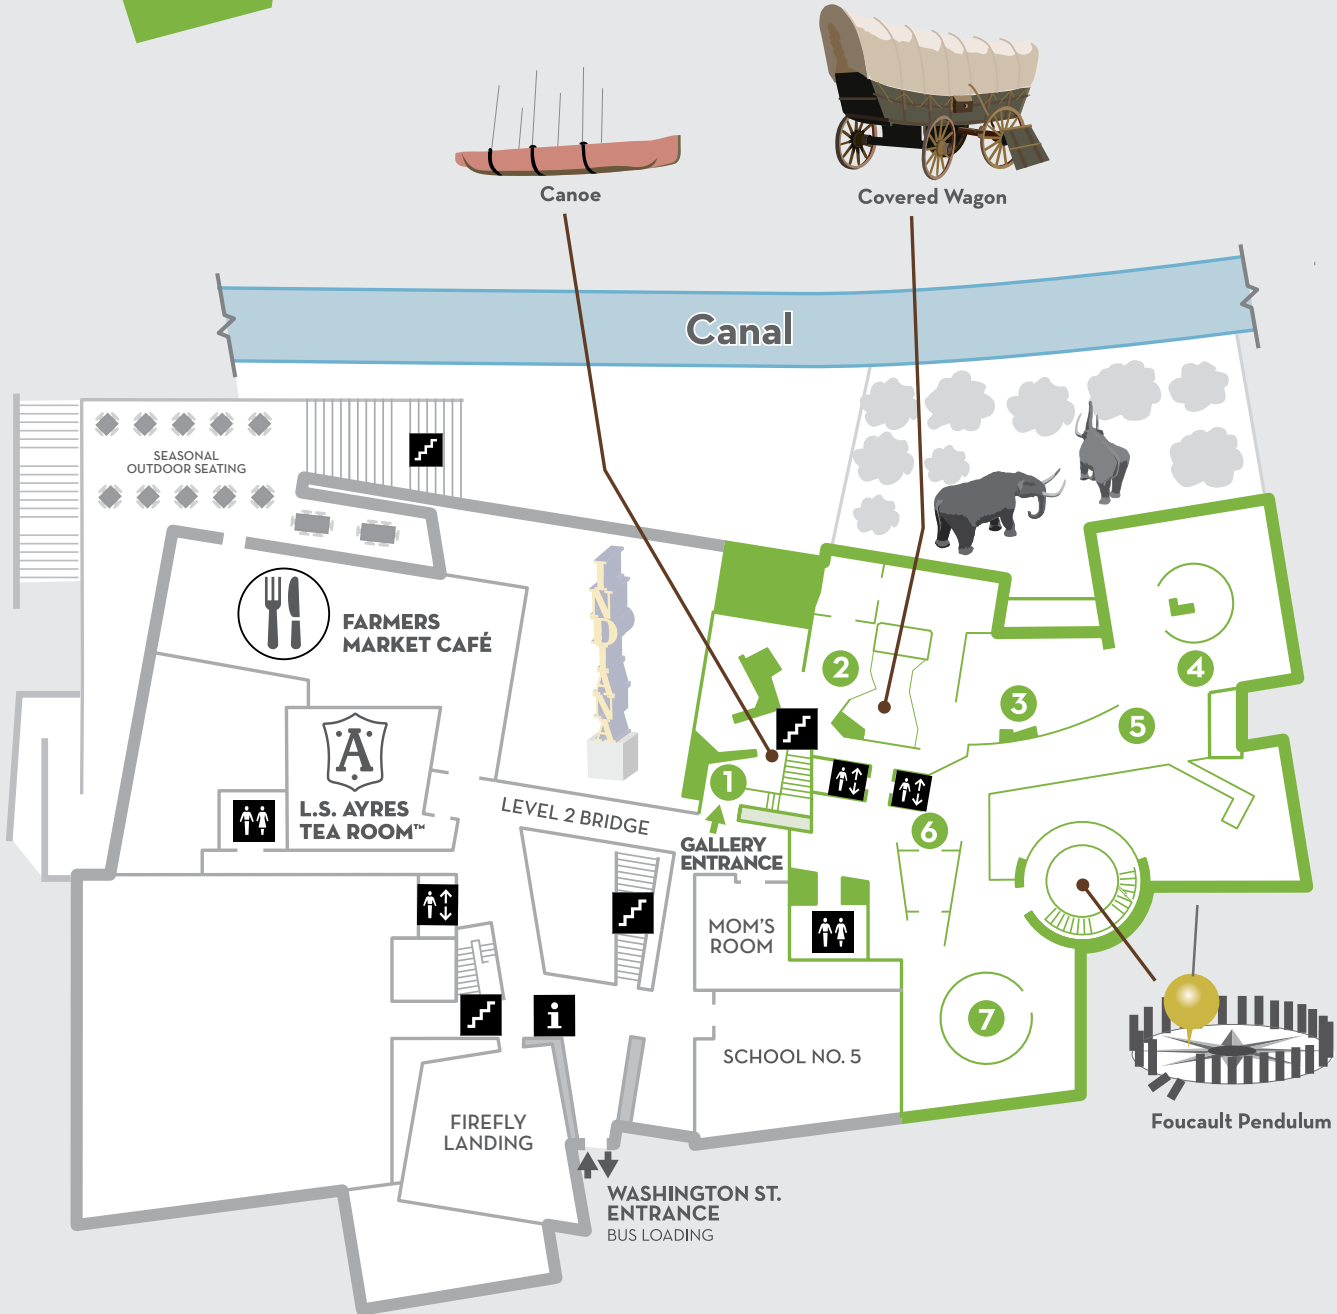 Canoe
Covered Wagon
Canal
SEASONAL
OUTDOOR SEATING
INDIANA
FARMERS
MARKET CAFÉ
A
L.S. AYRES
TEA ROOM™
LEVEL 2 BRIDGE
GALLERY
ENTRANCE
1
2
3
4
5
6
7
MOM'S
ROOM
i
SCHOOL NO. 5
FIREFLY
LANDING
Foucault Pendulum
WASHINGTON ST.
ENTRANCE
BUS LOADING